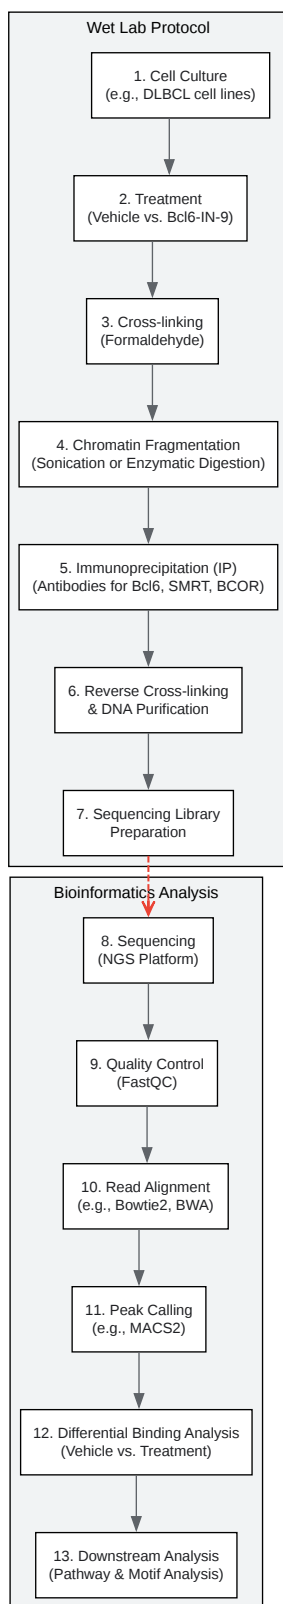 Wet Lab Protocol
1. Cell Culture
(e.g., DLBCL cell lines)
2. Treatment
(Vehicle vs. Bcl6-IN-9)
3. Cross-linking
(Formaldehyde)
4. Chromatin Fragmentation
(Sonication or Enzymatic Digestion)
5. Immunoprecipitation (IP)
(Antibodies for Bcl6, SMRT, BCOR)
6. Reverse Cross-linking
& DNA Purification
7. Sequencing Library
Preparation
Bioinformatics Analysis
8. Sequencing
(NGS Platform)
9. Quality Control
(FastQC)
10. Read Alignment
(e.g., Bowtie2, BWA)
11. Peak Calling
(e.g., MACS2)
12. Differential Binding Analysis
(Vehicle vs. Treatment)
13. Downstream Analysis
(Pathway & Motif Analysis)